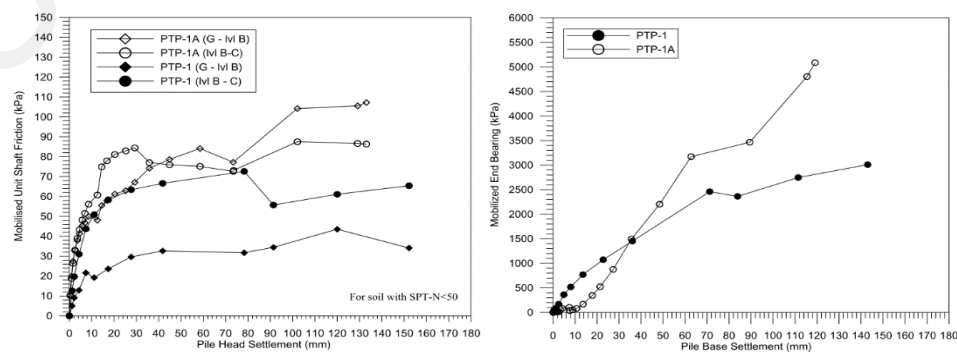 150
140
130
120
110
100
90
80
70
60
50
40
30
20
10
0
Mobilised Unit Shaft Friction (kPa)
PTP-1A (G - lvl B)
PTP-1A (lvl B-C)
PTP-1 (G - lvl B)
PTP-1 (lvl B - C)
For soil with SPT-N<50
0 10 20 30 40 50 60 70 80 90 100 110 120 130 140 150 160 170 180
Pile Head Settlement (mm)
6000
5500
5000
4500
4000
3500
3000
2500
2000
1500
1000
500
0
Mobilized End Bearing (kPa)
PTP-1
PTP-1A
0 10 20 30 40 50 60 70 80 90 100 110 120 130 140 150 160 170 180
Pile Base Settlement (mm)